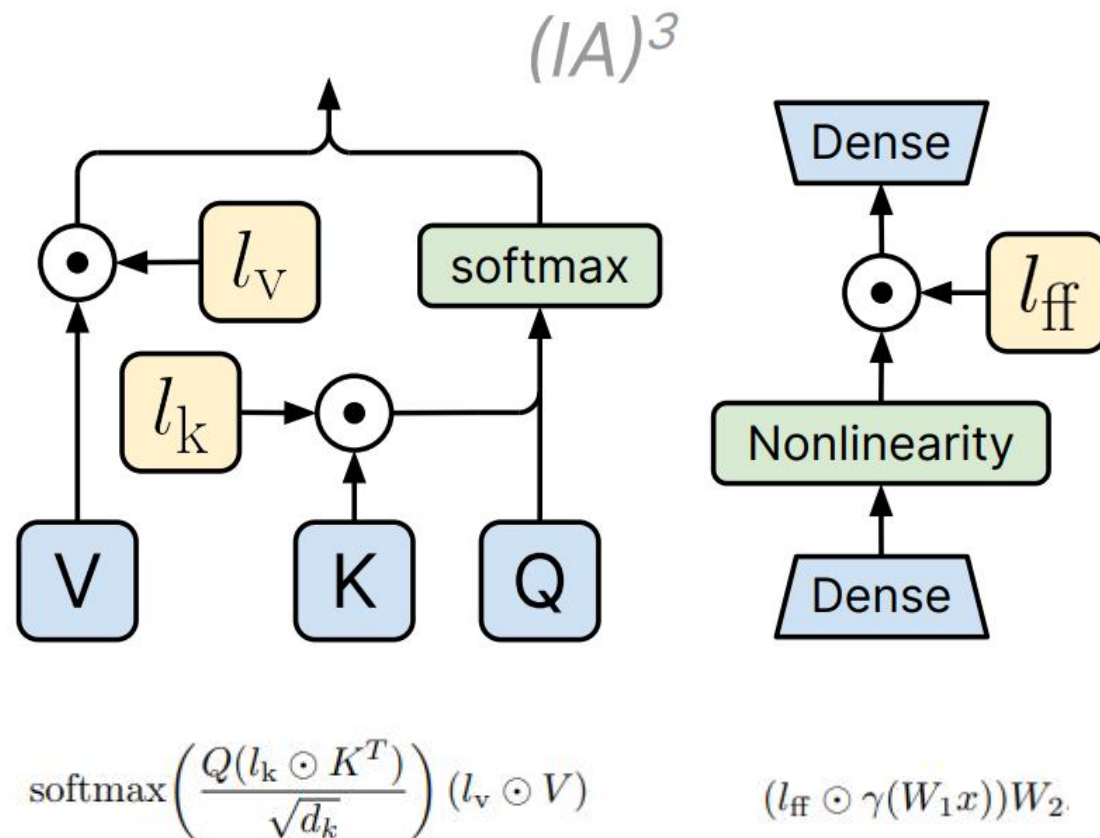 (IA)³
Dense
l_v
softmax
l_ff
l_k
Nonlinearity
V
K
Q
Dense
softmax(Q(l_k ⊙ K^T)/√d_k)(l_v ⊙ V)
(l_ff ⊙ γ(W_1x))W_2.